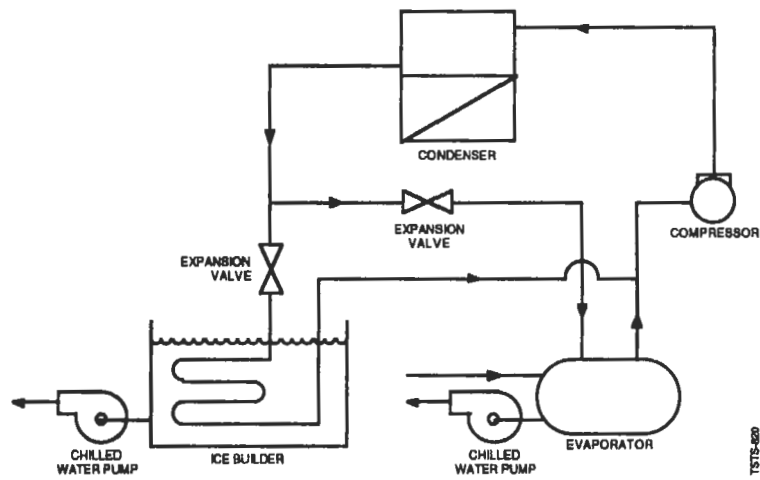 CONDENSER
COMPRESSOR
EXPANSION
VALVE
EXPANSION
VALVE
EVAPORATOR
CHILLED
WATER PUMP
ICE BUILDER
CHILLED
WATER PUMP
TSTS-820